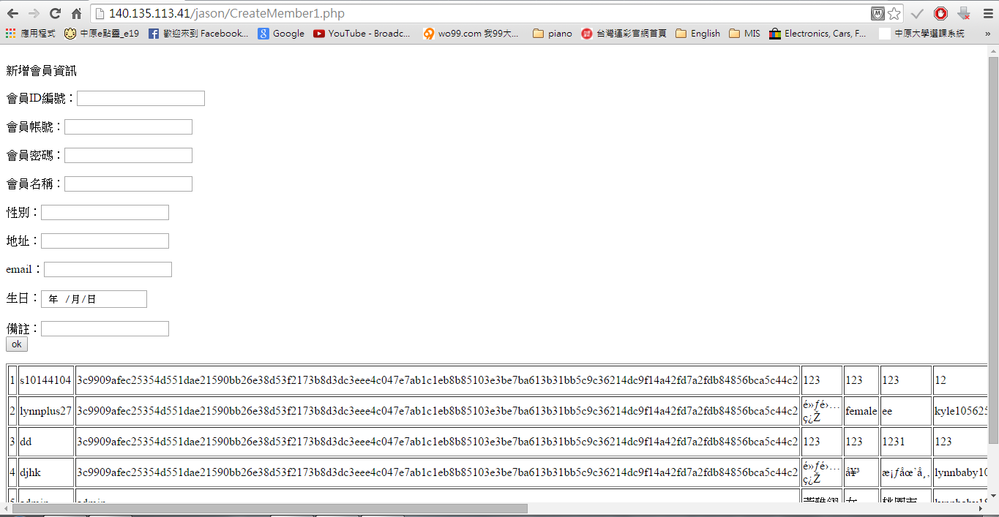 140.135.113.41/jason/CreateMember1.php
應用程式 中原e點靈_e19 歡迎來到 Facebook... Google YouTube - Broadc... wo99.com 我99大... piano 台灣運彩官網首頁 English MIS Electronics, Cars, F... 中原大學選課系統 »
新增會員資訊
會員ID編號：
會員帳號：
會員密碼：
會員名稱：
性別：
地址：
email：
生日： 年 /月/日
備註：
ok
1 s10144104 3c9909afec25354d551dae21590bb26e38d53f2173b8d3dc3eee4c047e7ab1c1eb8b85103e3be7ba613b31bb5c9c36214dc9f14a42fd7a2fdb84856bca5c44c2 123 123 123 12
2 lynnplus27 3c9909afec25354d551dae21590bb26e38d53f2173b8d3dc3eee4c047e7ab1c1eb8b85103e3be7ba613b31bb5c9c36214dc9f14a42fd7a2fdb84856bca5c44c2 é»ƒé›… female ee kyle105625
ç¿Ž
3 dd 3c9909afec25354d551dae21590bb26e38d53f2173b8d3dc3eee4c047e7ab1c1eb8b85103e3be7ba613b31bb5c9c36214dc9f14a42fd7a2fdb84856bca5c44c2 123 123 1231 123
4 djhk 3c9909afec25354d551dae21590bb26e38d53f2173b8d3dc3eee4c047e7ab1c1eb8b85103e3be7ba613b31bb5c9c36214dc9f14a42fd7a2fdb84856bca5c44c2 é»ƒé›… å¥³ æ¡ƒåœ’å¸‚ lynnbaby10
ç¿Ž
5 admin admin 黃雅翎 女 桃園市